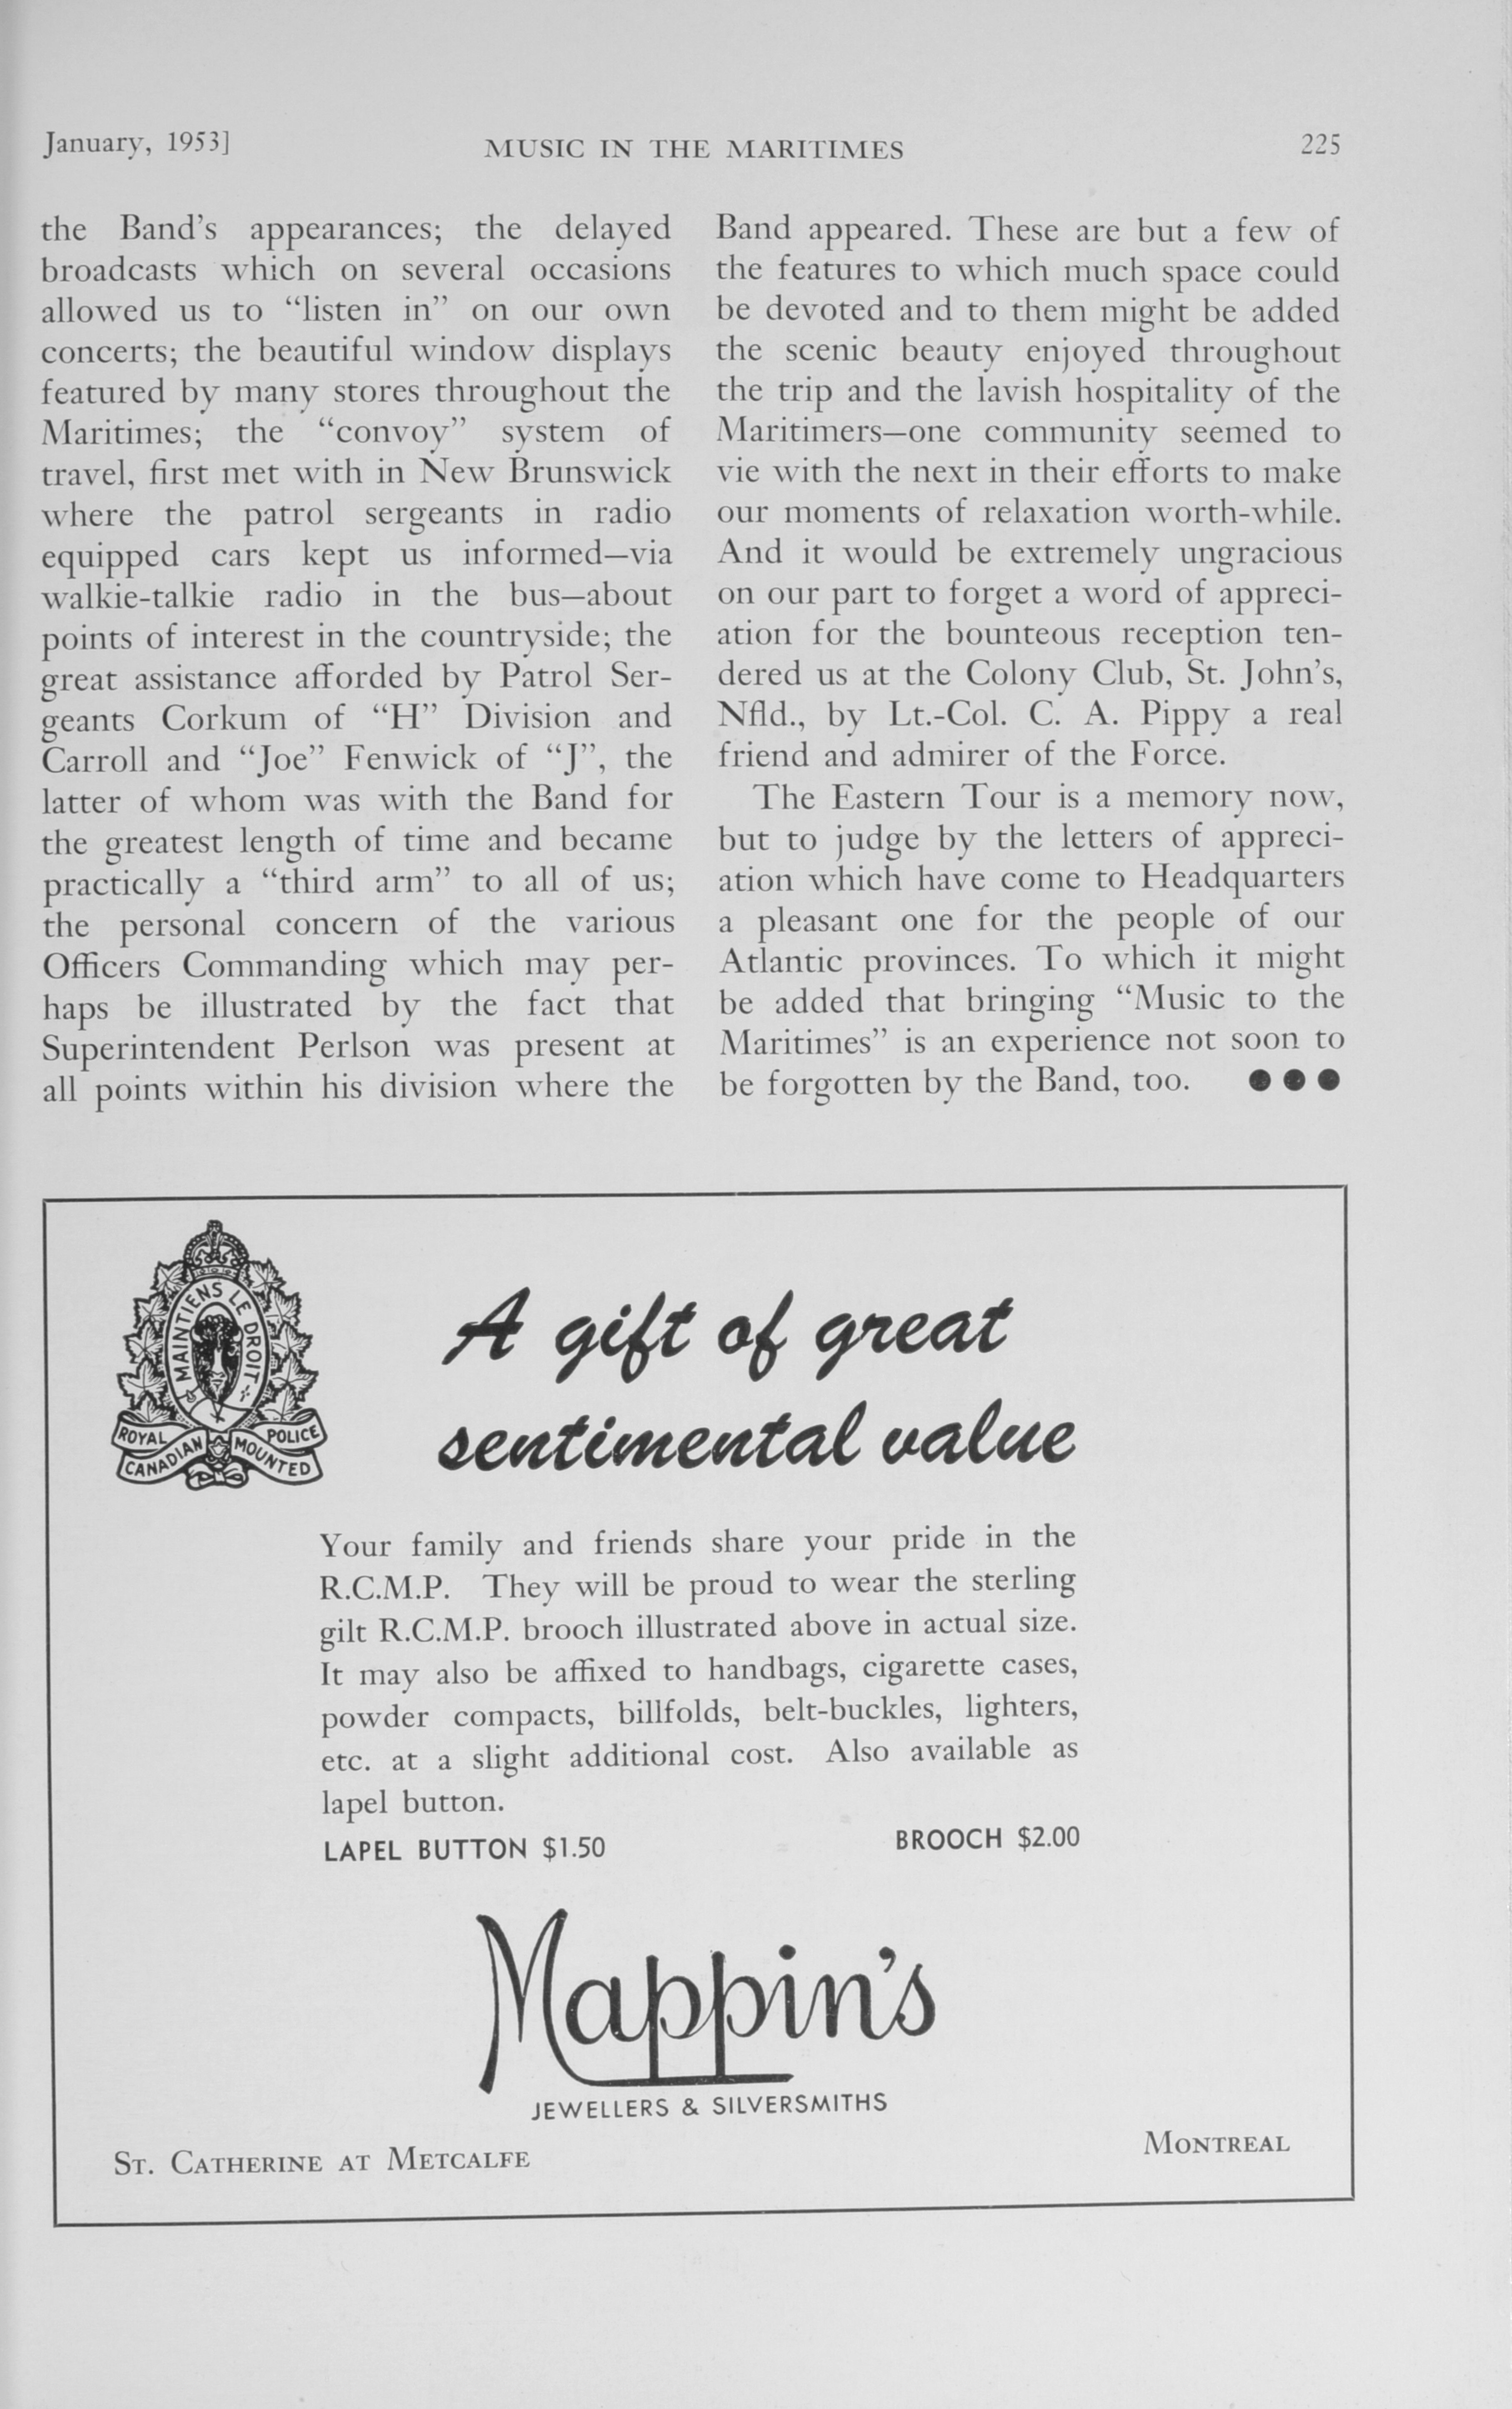 January, 1953]
MUSIC IN THE MARITIMES
225
the Band's appearances; the delayed
broadcasts which on several occasions
allowed us to “listen in” on our own
concerts; the beautiful window displays
featured by many stores throughout the
Maritimes; the “convoy” system of
travel, first met with in New Brunswick
where the patrol sergeants in radio
equipped cars kept us informed—via
walkie-talkie radio in the bus—about
points of interest in the countryside; the
great assistance afforded by Patrol Ser-
geants Corkum of “H” Division and
Carroll and “Joe” Fenwick of “J”, the
latter of whom was with the Band for
the greatest length of time and became
practically a “third arm” to all of us;
the personal concern of the various
Officers Commanding which may per-
haps be illustrated by the fact that
Superintendent Perlson was present at
all points within his division where the
Band appeared. These are but a few of
the features to which much space could
be devoted and to them might be added
the scenic beauty enjoyed throughout
the trip and the lavish hospitality of the
Maritimers—one community seemed to
vie with the next in their efforts to make
our moments of relaxation worth-while.
And it would be extremely ungracious
on our part to forget a word of appreci-
ation for the bounteous reception ten-
dered us at the Colony Club, St. John's,
Nfld., by Lt.-Col. C. A. Pippy a real
friend and admirer of the Force.
The Eastern Tour is a memory now,
but to judge by the letters of appreci-
ation which have come to Headquarters
a pleasant one for the people of our
Atlantic provinces. To which it might
be added that bringing “Music to the
Maritimes” is an experience not soon to
be forgotten by the Band, too. ●●●
MAINTIENS LE DROIT
ROYAL CANADIAN MOUNTED POLICE
A gift of great
sentimental value
Your family and friends share your pride in the
R.C.M.P. They will be proud to wear the sterling
gilt R.C.M.P. brooch illustrated above in actual size.
It may also be affixed to handbags, cigarette cases,
powder compacts, billfolds, belt-buckles, lighters,
etc. at a slight additional cost. Also available as
lapel button.
LAPEL BUTTON $1.50 BROOCH $2.00
Mappin's
JEWELLERS & SILVERSMITHS
St. Catherine at Metcalfe Montreal